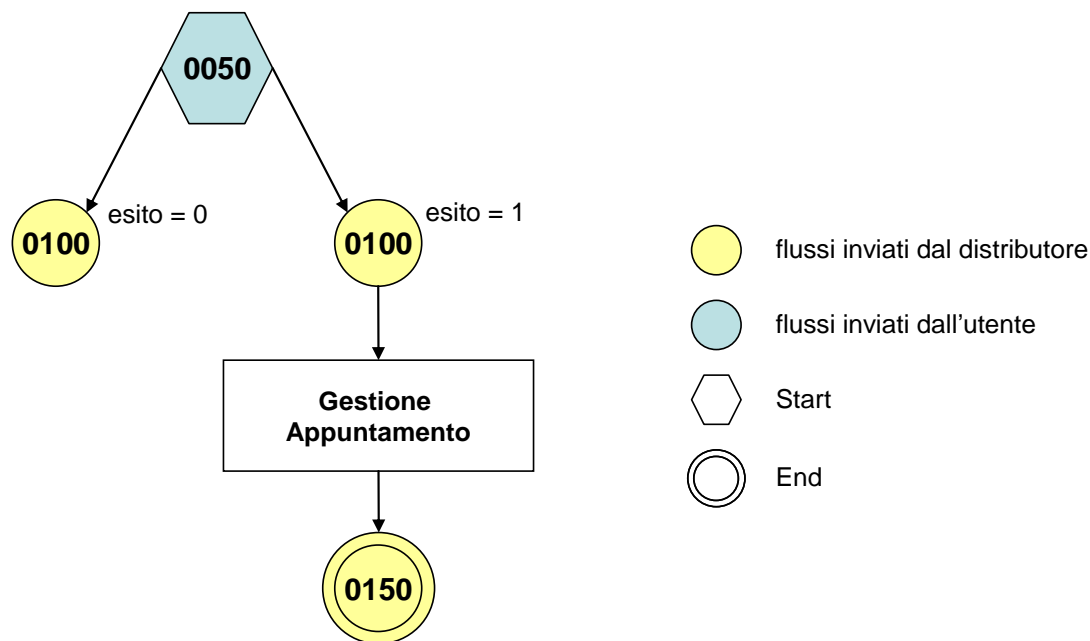 0050
esito = 0
esito = 1
0100
0100
Gestione
Appuntamento
0150
flussi inviati dal distributore
flussi inviati dall'utente
Start
End